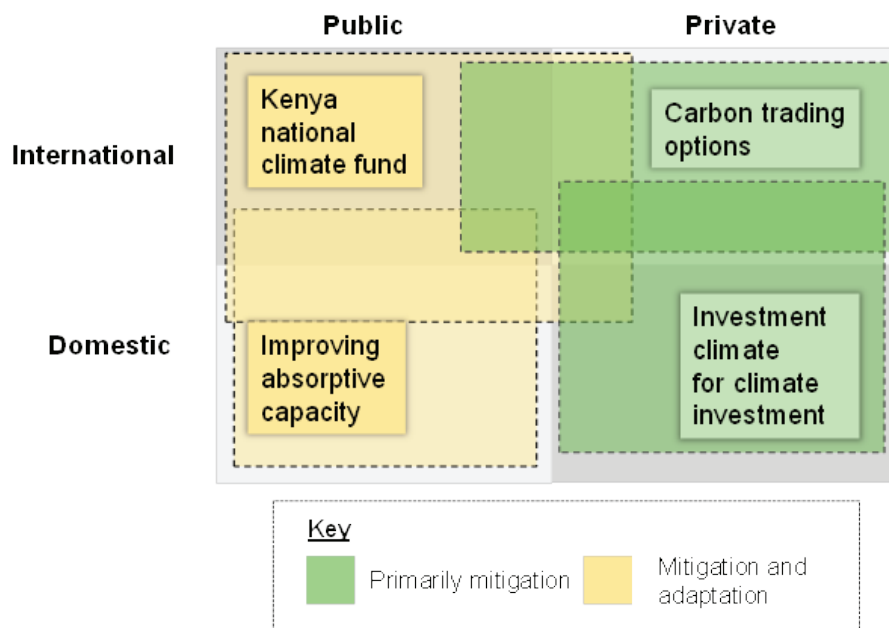 Public
Private
International
Kenya
national
climate fund
Carbon trading
options
Domestic
Improving
absorptive
capacity
Investment
climate
for climate
investment
Key
Primarily mitigation
Mitigation and
adaptation